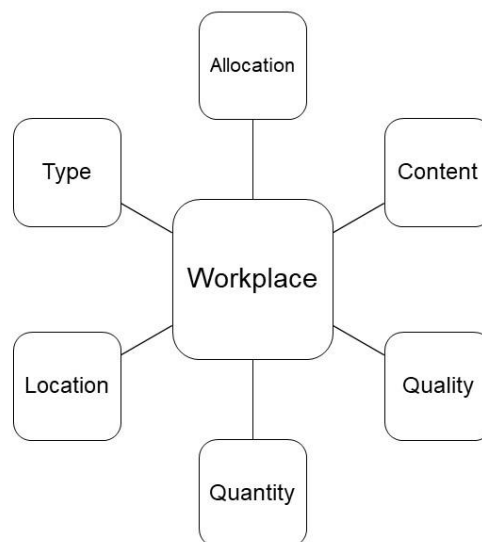 Allocation
Type
Content
Workplace
Location
Quality
Quantity